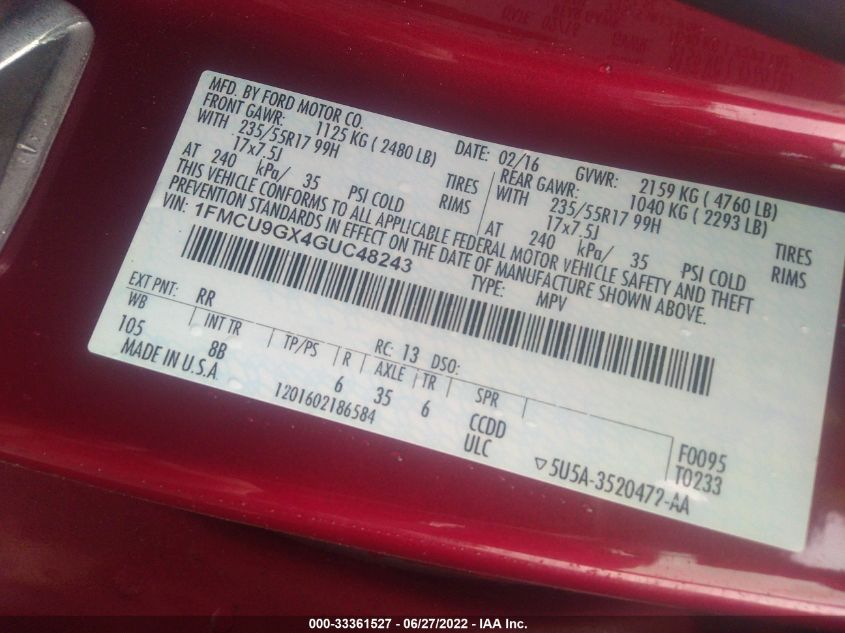 MFD. BY FORD MOTOR CO.
DATE: 02/16 GVWR: 2159 KG ( 4760 LB)
FRONT GAWR: 1125 KG ( 2480 LB) REAR GAWR: 1040 KG ( 2293 LB)
WITH 235/55R17 99H TIRES WITH 235/55R17 99H TIRES
17x7.5J RIMS 17x7.5J RIMS
AT 240 kPa/ 35 PSI COLD AT 240 kPa/ 35 PSI COLD
THIS VEHICLE CONFORMS TO ALL APPLICABLE FEDERAL MOTOR VEHICLE SAFETY AND THEFT
PREVENTION STANDARDS IN EFFECT ON THE DATE OF MANUFACTURE SHOWN ABOVE.
VIN: 1FMCU9GX4GUC48243
TYPE: MPV
EXT PNT: RR RC: 13 DSO:
WB INT TR TP/PS R AXLE TR SPR
105 8B 6 35 6 CCDD F0095
MADE IN U.S.A. 1201602186584 ULC T0233
5U5A-3520472-AA
000-33361527 - 06/27/2022 - IAA Inc.